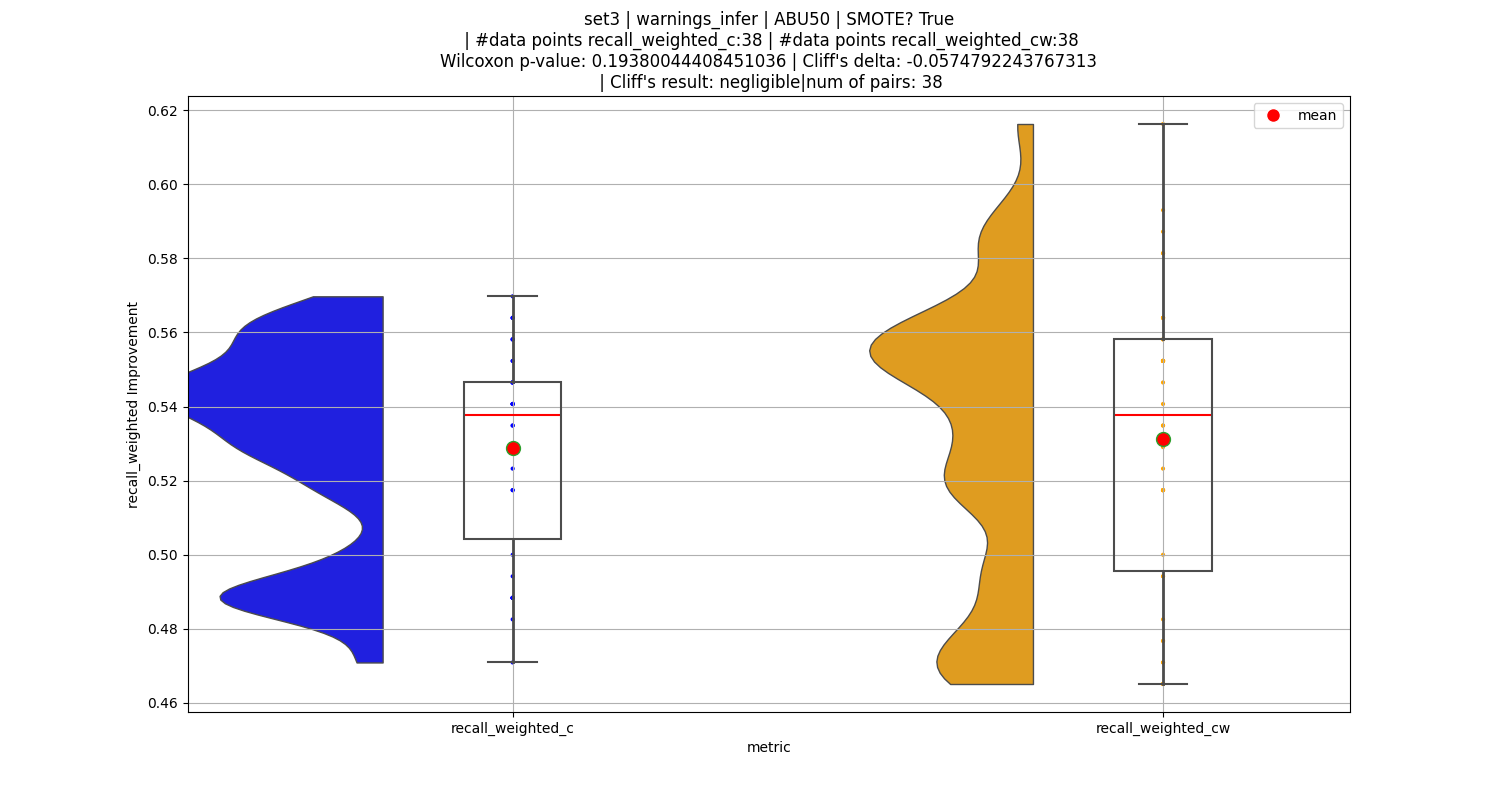 set3 | warnings_infer | ABU50 | SMOTE? True
| #data points recall_weighted_c:38 | #data points recall_weighted_cw:38
Wilcoxon p-value: 0.19380044408451036 | Cliff's delta: -0.0574792243767313
| Cliff's result: negligible|num of pairs: 38
mean
0.62
0.60
0.58
0.56
0.54
0.52
0.50
0.48
0.46
recall_weighted Improvement
recall_weighted_c
recall_weighted_cw
metric